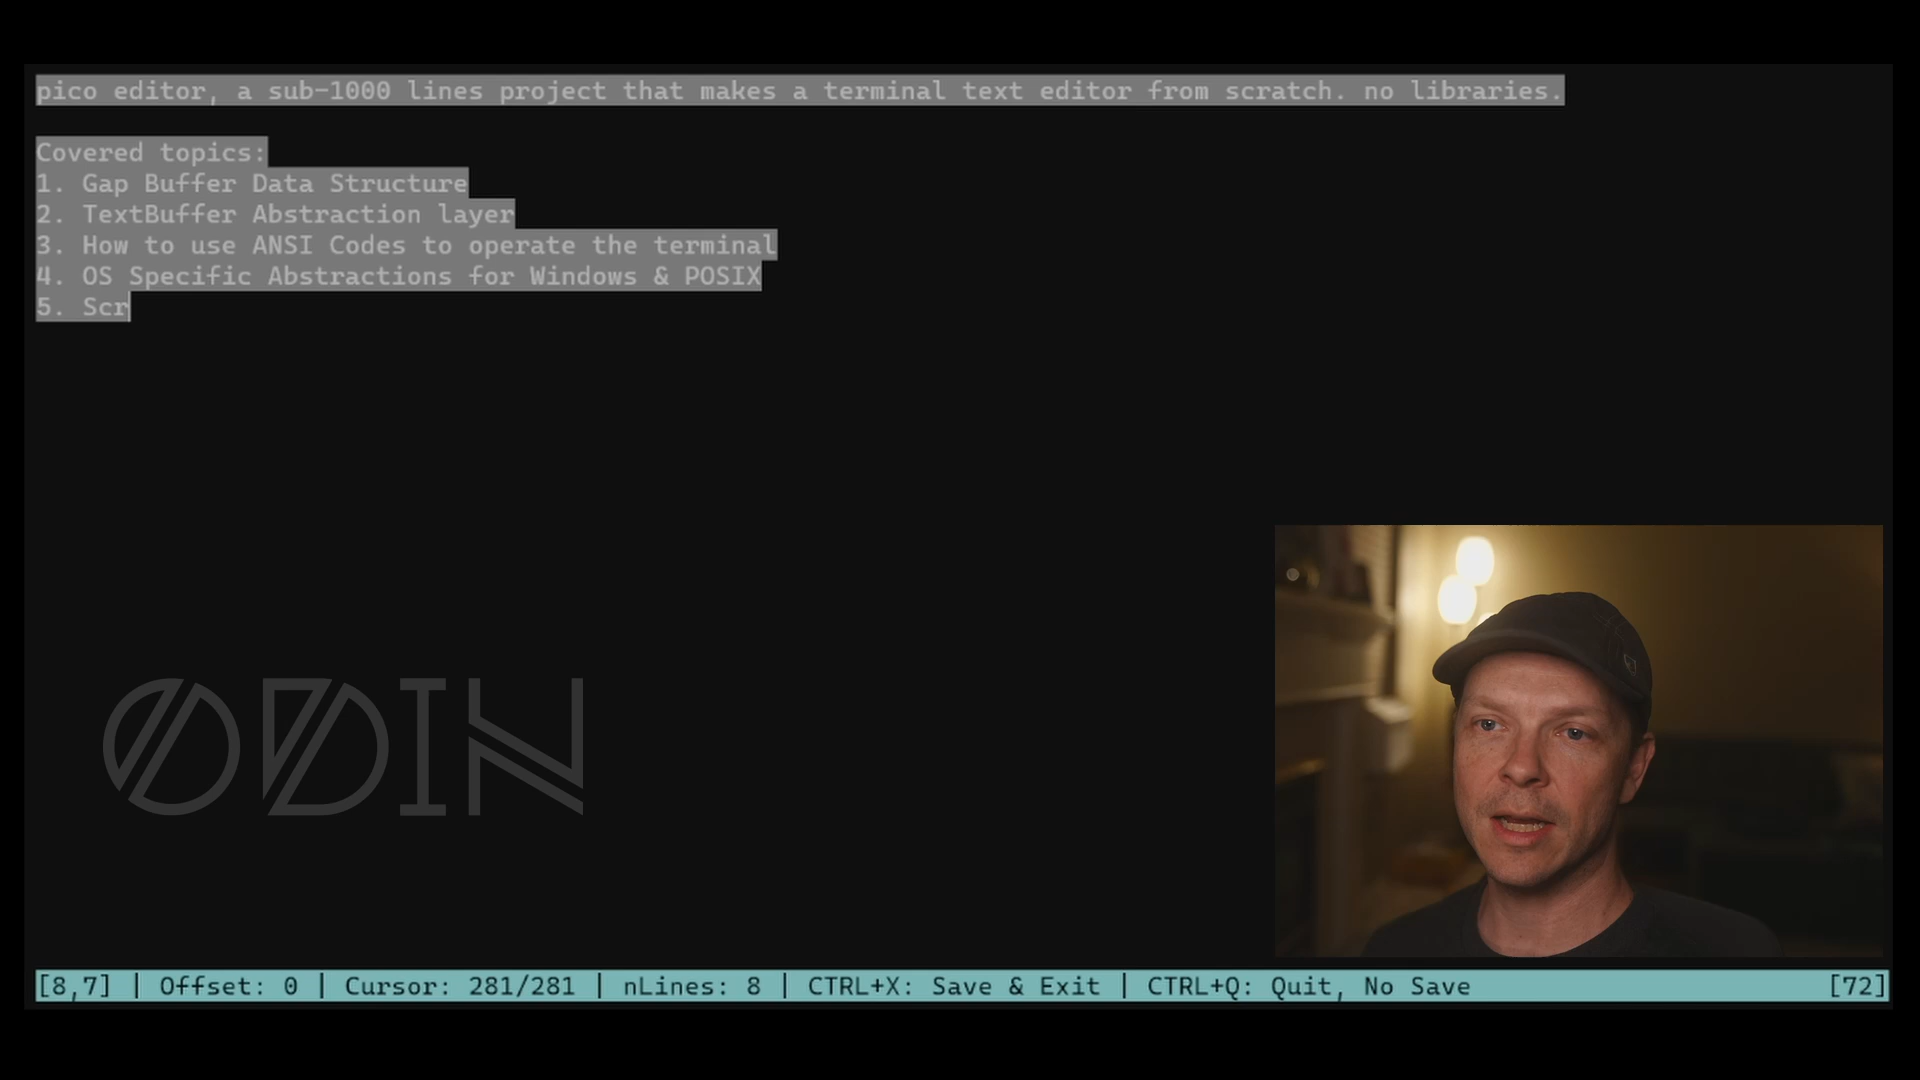 pico editor, a sub-1000 lines project that makes a terminal text editor from scratch. no libraries.
Covered topics:
1. Gap Buffer Data Structure
2. TextBuffer Abstraction layer
3. How to use ANSI Codes to operate the terminal
4. OS Specific Abstractions for Windows & POSIX
5. Scr
ODIN
[8,7] | Offset: 0 | Cursor: 281/281 | nLines: 8 | CTRL+X: Save & Exit | CTRL+Q: Quit, No Save [72]